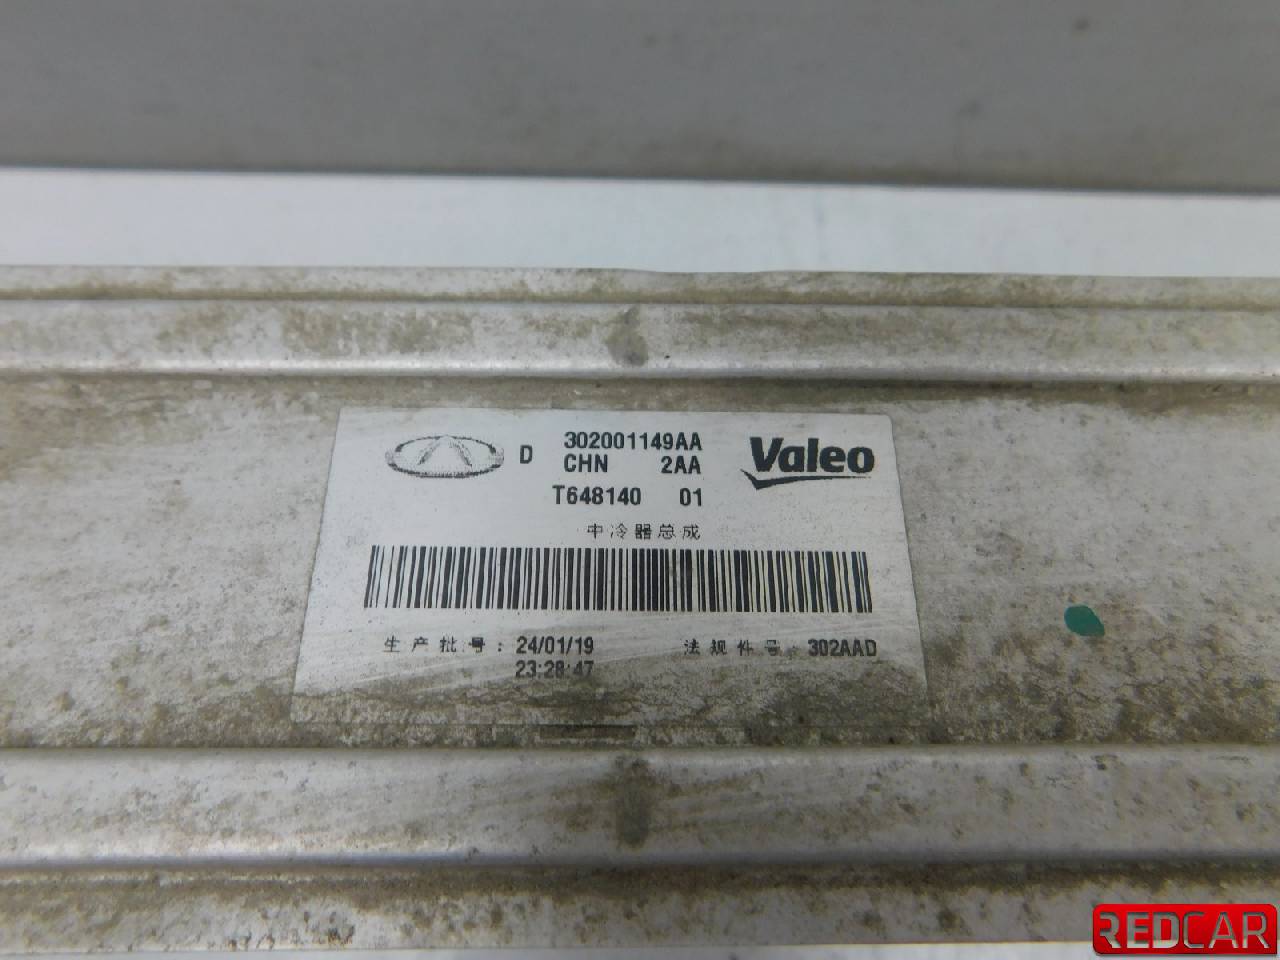 D 302001149AA
CHN 2AA
T648140 01
Valeo
中冷器总成
生产批号: 24/01/19
23:28:47
法规件号: 302AAD
REDCAR